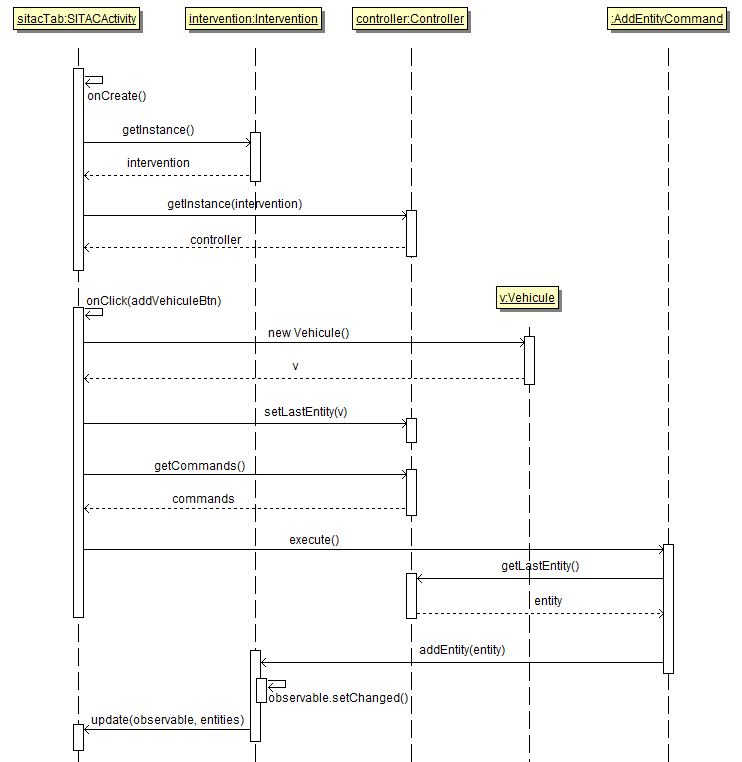 sitacTab:SITACActivity
intervention:Intervention
controller:Controller
:AddEntityCommand
onCreate()
getInstance()
intervention
getInstance(intervention)
controller
v:Vehicule
onClick(addVehiculeBtn)
new Vehicule()
v
setLastEntity(v)
getCommands()
commands
execute()
getLastEntity()
entity
addEntity(entity)
observable.setChanged()
update(observable, entities)